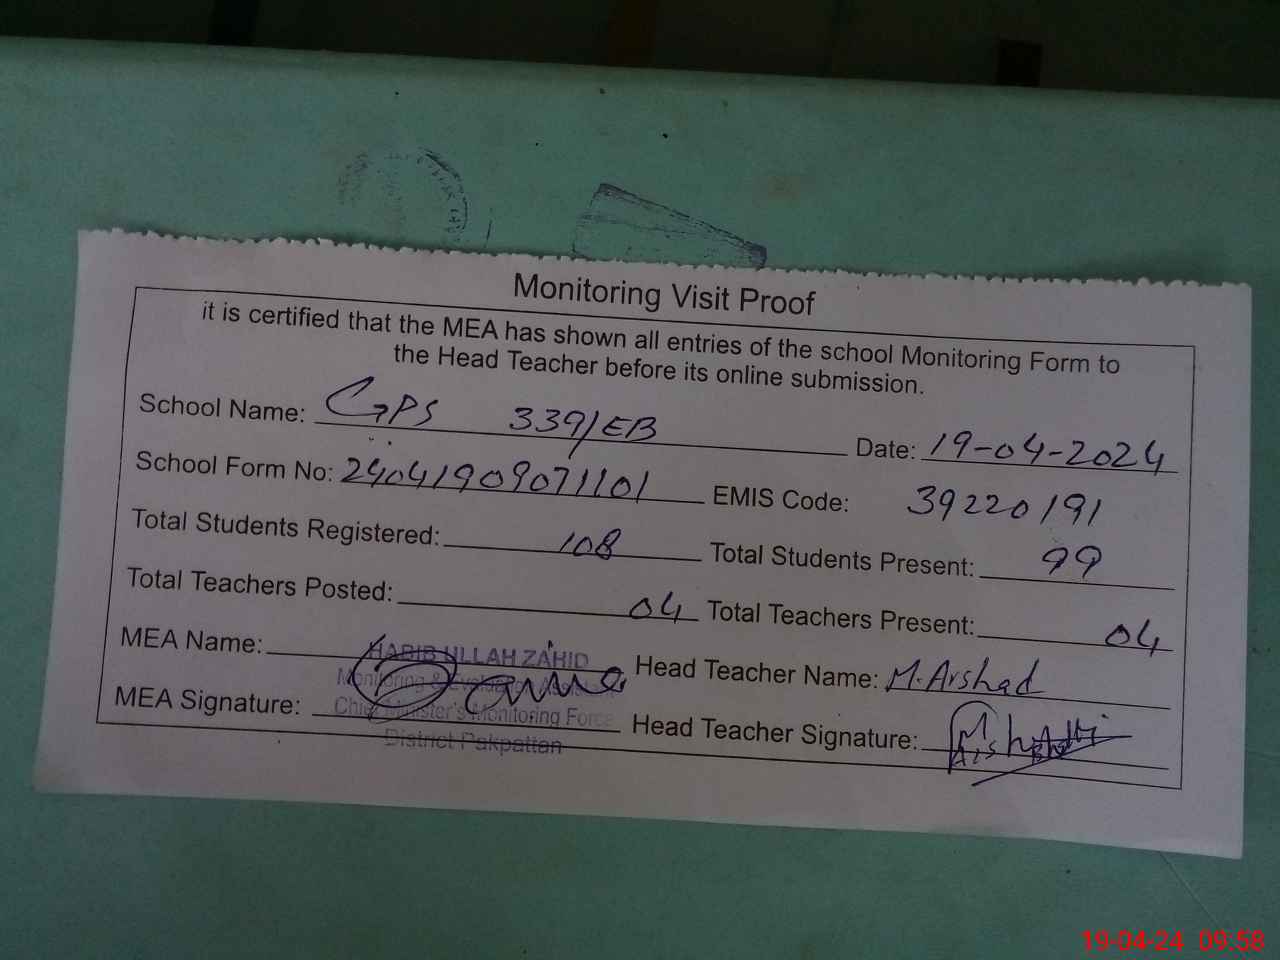 Monitoring Visit Proof
it is certified that the MEA has shown all entries of the school Monitoring Form to
the Head Teacher before its online submission.
School Name: GPS 339/EB Date: 19-04-2024
School Form No: 24041909071101 EMIS Code: 39220191
Total Students Registered: 108 Total Students Present: 99
Total Teachers Posted: 04 Total Teachers Present: 04
MEA Name: HABIB ULLAH ZAHID Head Teacher Name: M. Arshad
Monitoring & Evaluation
MEA Signature: Chief Minister's Monitoring Force Head Teacher Signature:
District Pakpattan
19-04-24 09:58